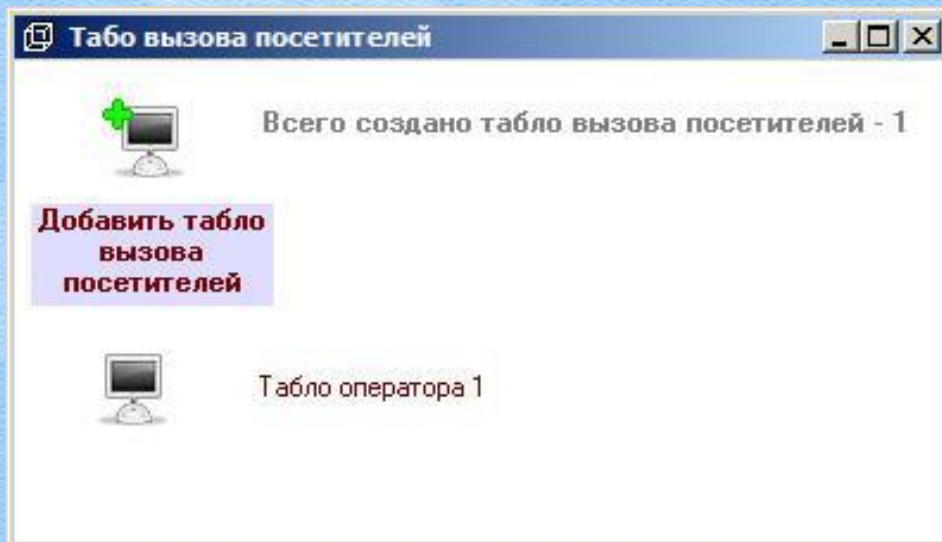 Табо вызова посетителей
Всего создано табло вызова посетителей - 1
Добавить табло
вызова
посетителей
Табло оператора 1